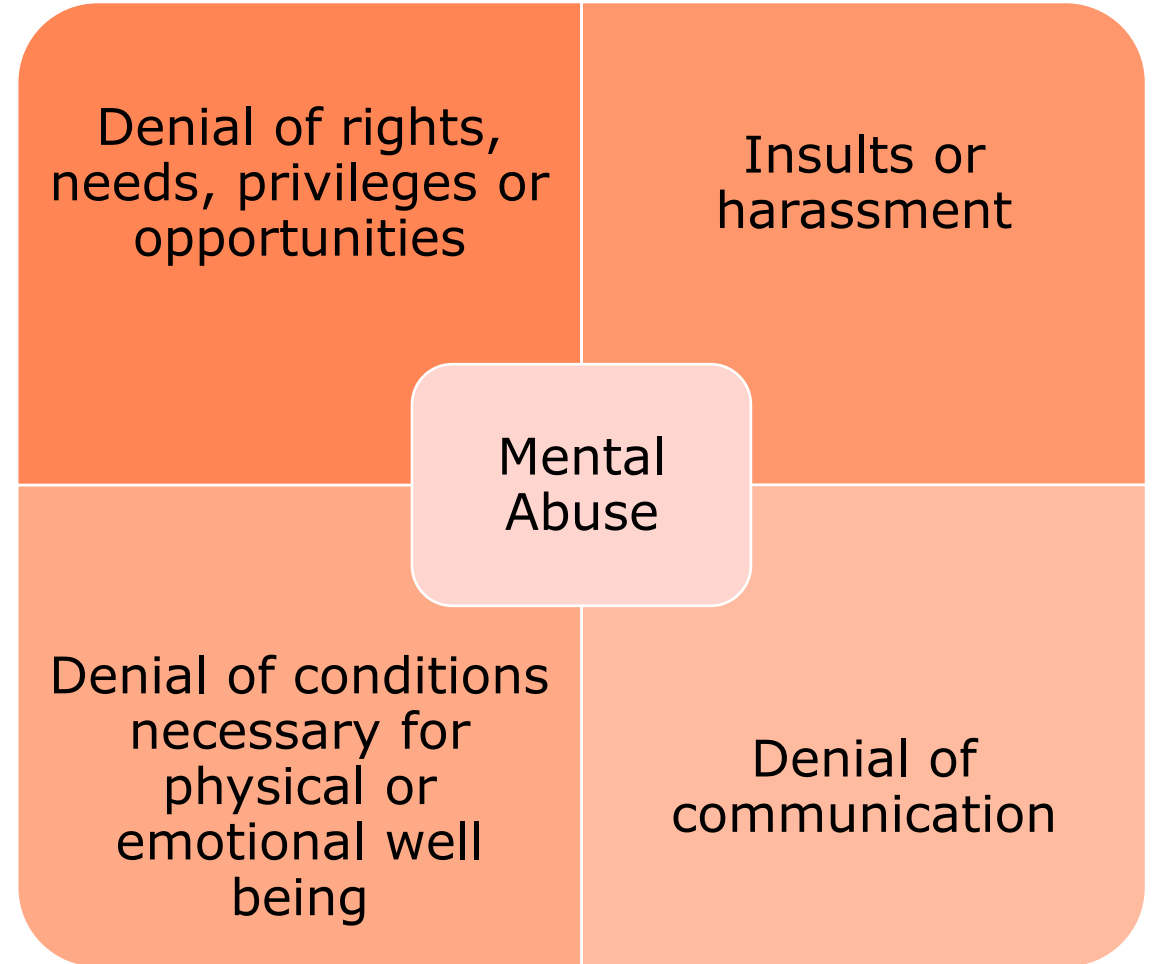 Denial of rights,
needs, privileges or
opportunities
Insults or
harassment
Mental
Abuse
Denial of conditions
necessary for
physical or
emotional well
being
Denial of
communication